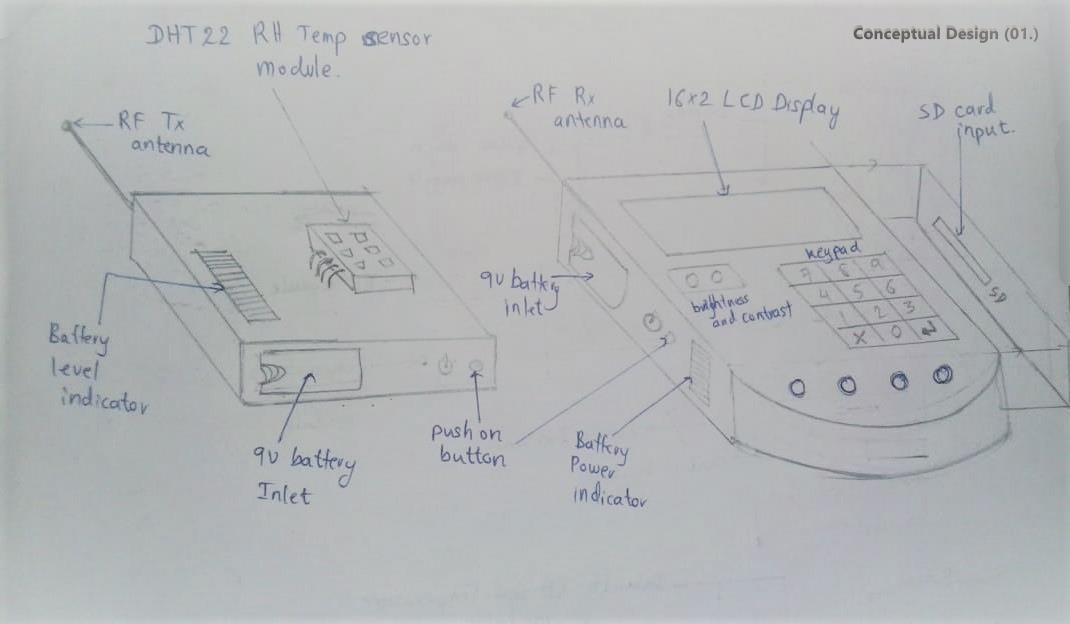 Conceptual Design (01.)
DHT22 RH Temp sensor
module.
RF Tx
antenna
RF Rx
antenna
16x2 LCD Display
SD card
input.
keypad
7 8 9
4 5 6
1 2 3
X 0
SD
9V battery
inlet
brightness
and contrast
Battery
level
indicator
9V battery
Inlet
push on
button
Battery
Power
indicator